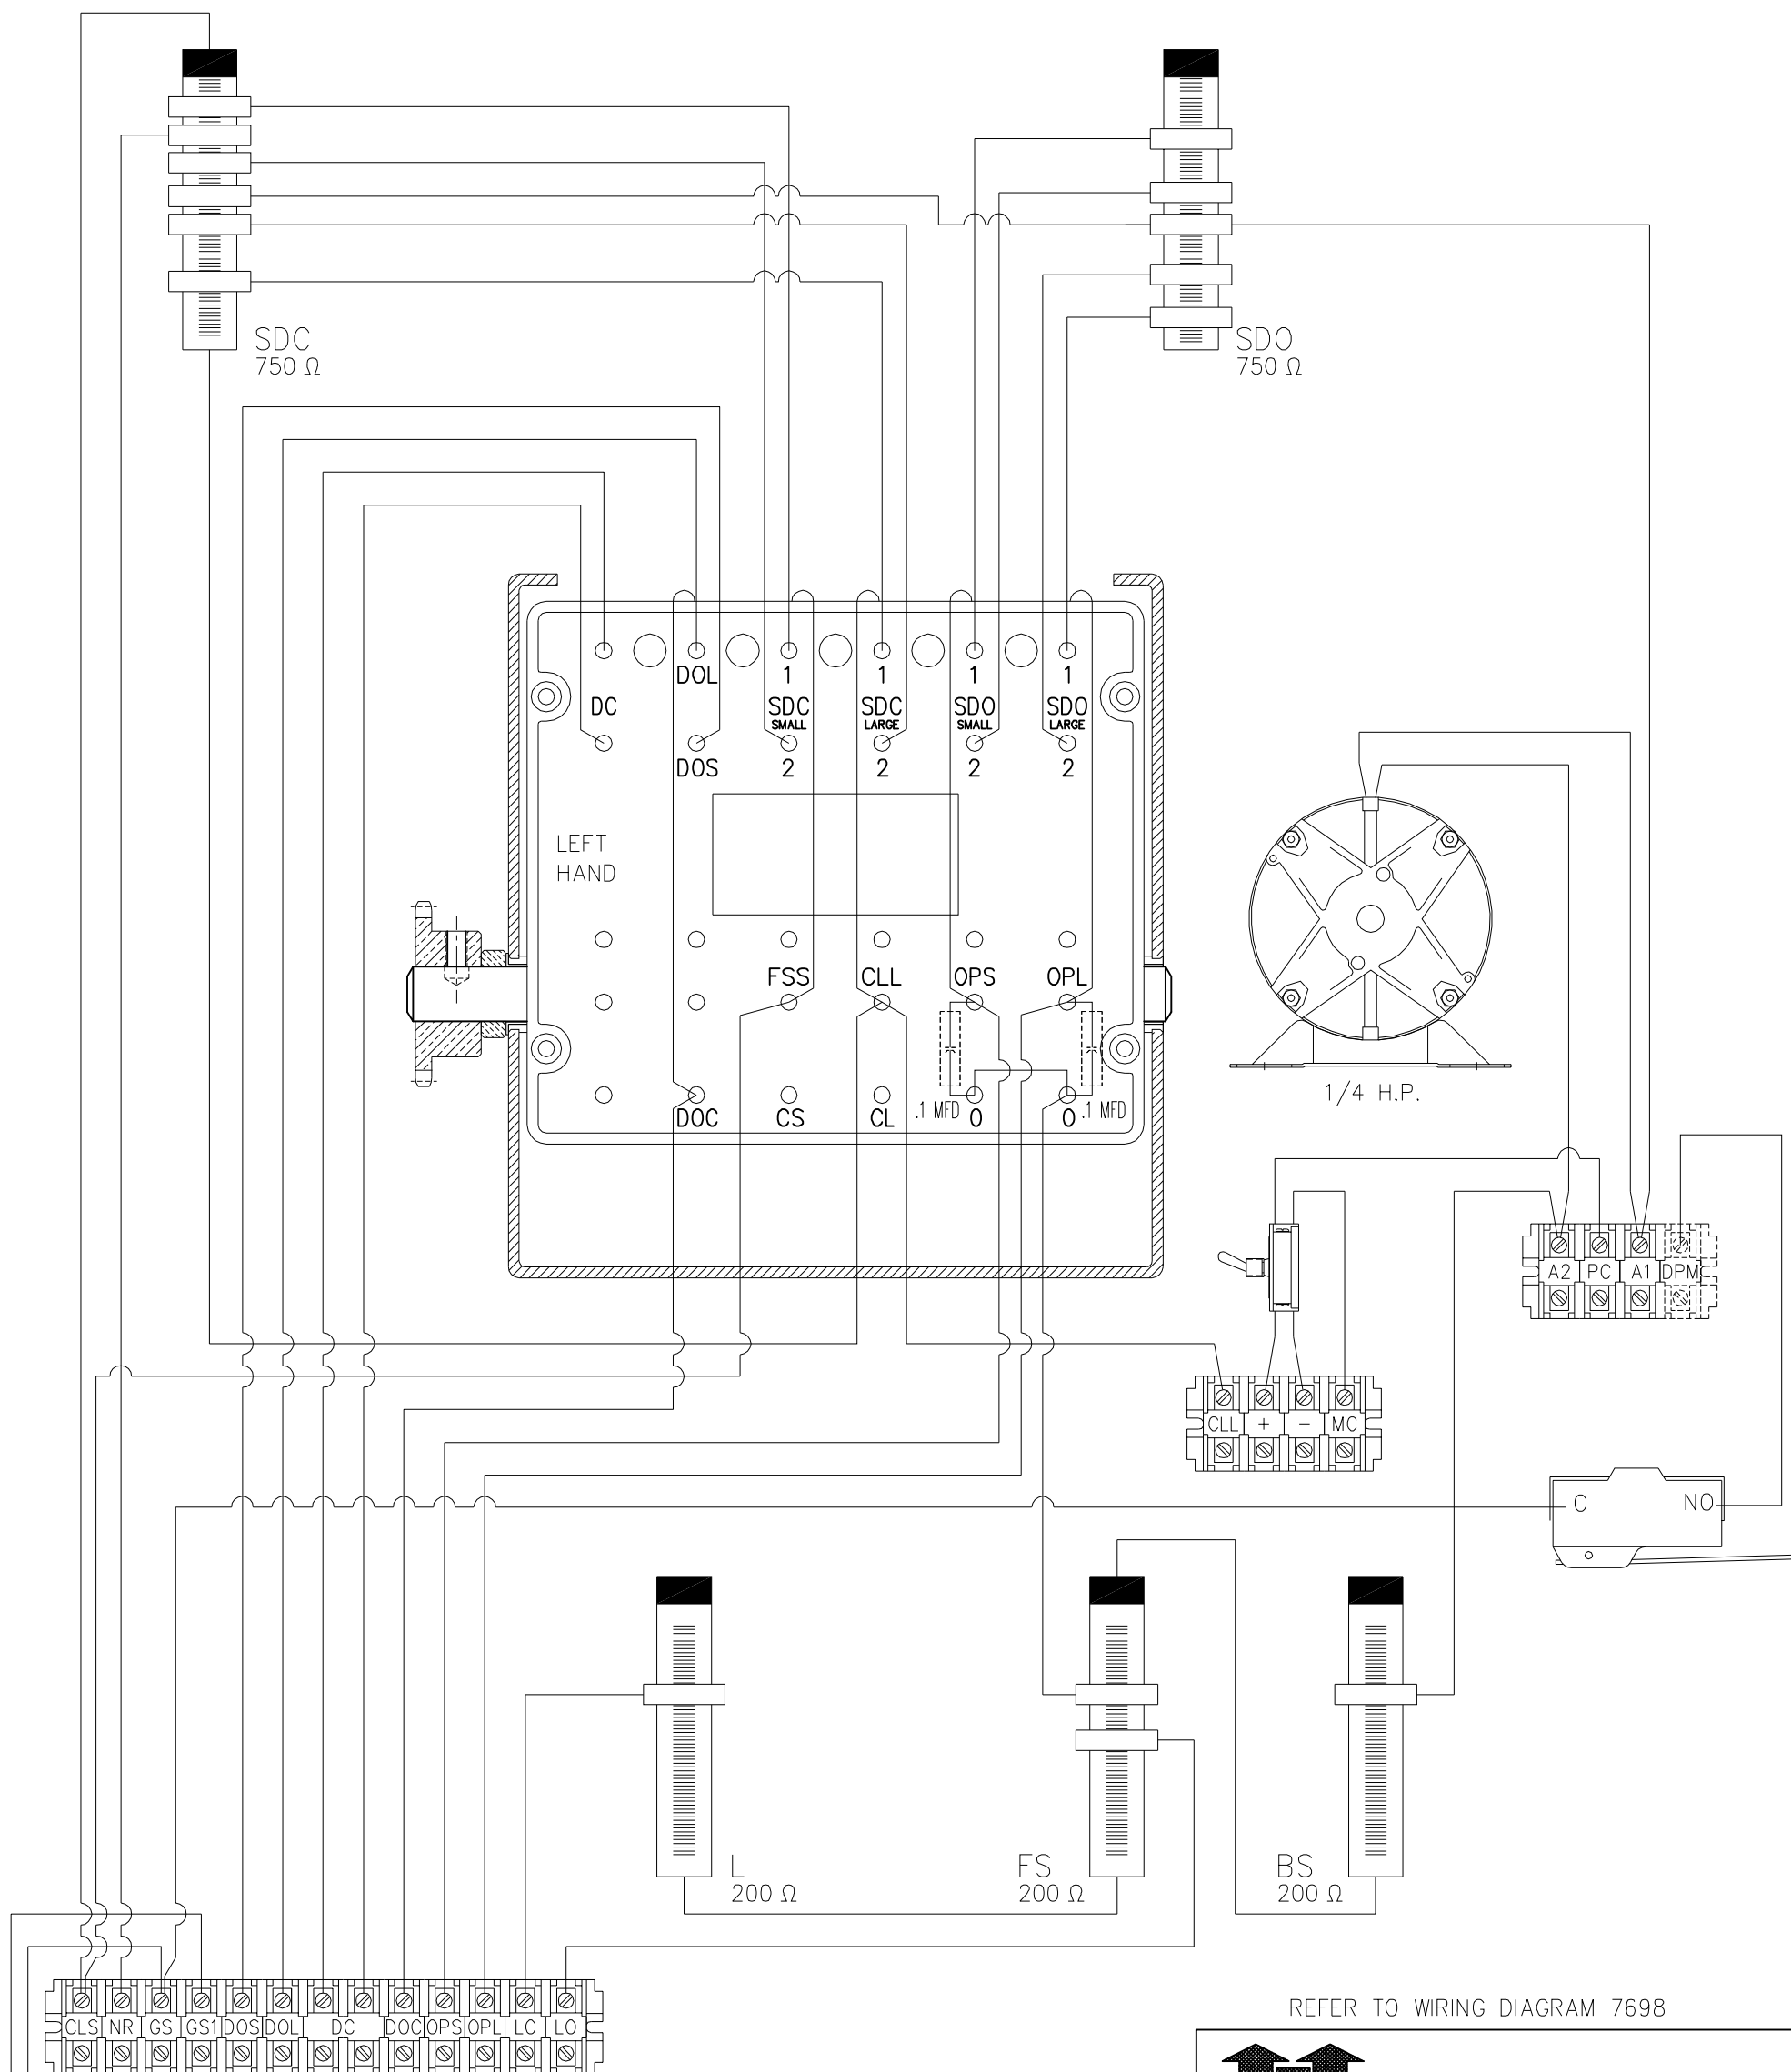 SDC
750 Ω
SDO
750 Ω
DOL
1
1
1
1
DC
SDC
SMALL
SDC
LARGE
SDO
SMALL
SDO
LARGE
DOS
2
2
2
2
LEFT
HAND
FSS
CLL
OPS
OPL
DOC
CS
CL
.1 MFD
O
O
.1 MFD
1/4 H.P.
A2 PC A1 DPM
CLL + - MC
C
NO
L
200 Ω
FS
200 Ω
BS
200 Ω
REFER TO WIRING DIAGRAM 7698
CLS NR GS GS1 DOS DOL DC DOC OPS OPL LC LO